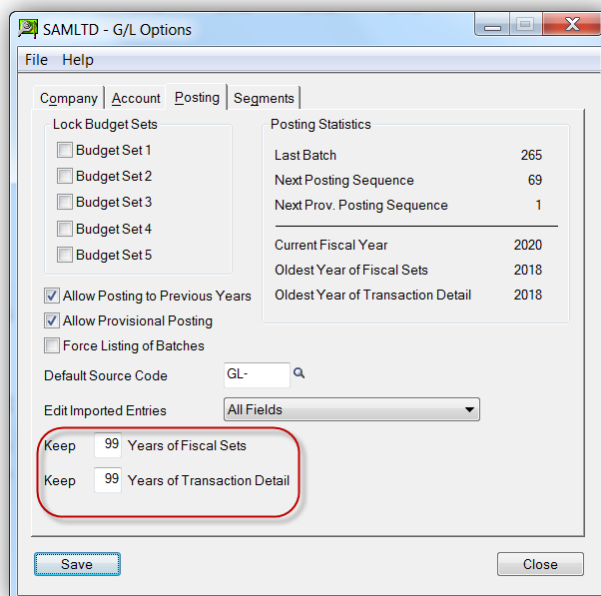 SAMLTD - G/L Options
File Help
Company Account Posting Segments
Lock Budget Sets
Budget Set 1
Budget Set 2
Budget Set 3
Budget Set 4
Budget Set 5
Posting Statistics
Last Batch 265
Next Posting Sequence 69
Next Prov. Posting Sequence 1
Current Fiscal Year 2020
Oldest Year of Fiscal Sets 2018
Oldest Year of Transaction Detail 2018
Allow Posting to Previous Years
Allow Provisional Posting
Force Listing of Batches
Default Source Code GL-
Edit Imported Entries All Fields
Keep 99 Years of Fiscal Sets
Keep 99 Years of Transaction Detail
Save Close